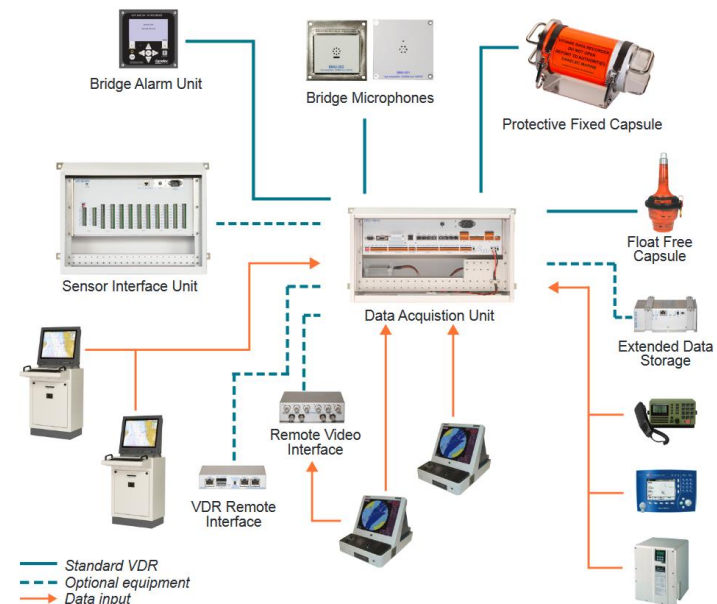 Bridge Alarm Unit
Bridge Microphones
Protective Fixed Capsule
Sensor Interface Unit
Data Acquistion Unit
Float Free
Capsule
Extended Data
Storage
Remote Video
Interface
VDR Remote
Interface
Standard VDR
Optional equipment
Data input